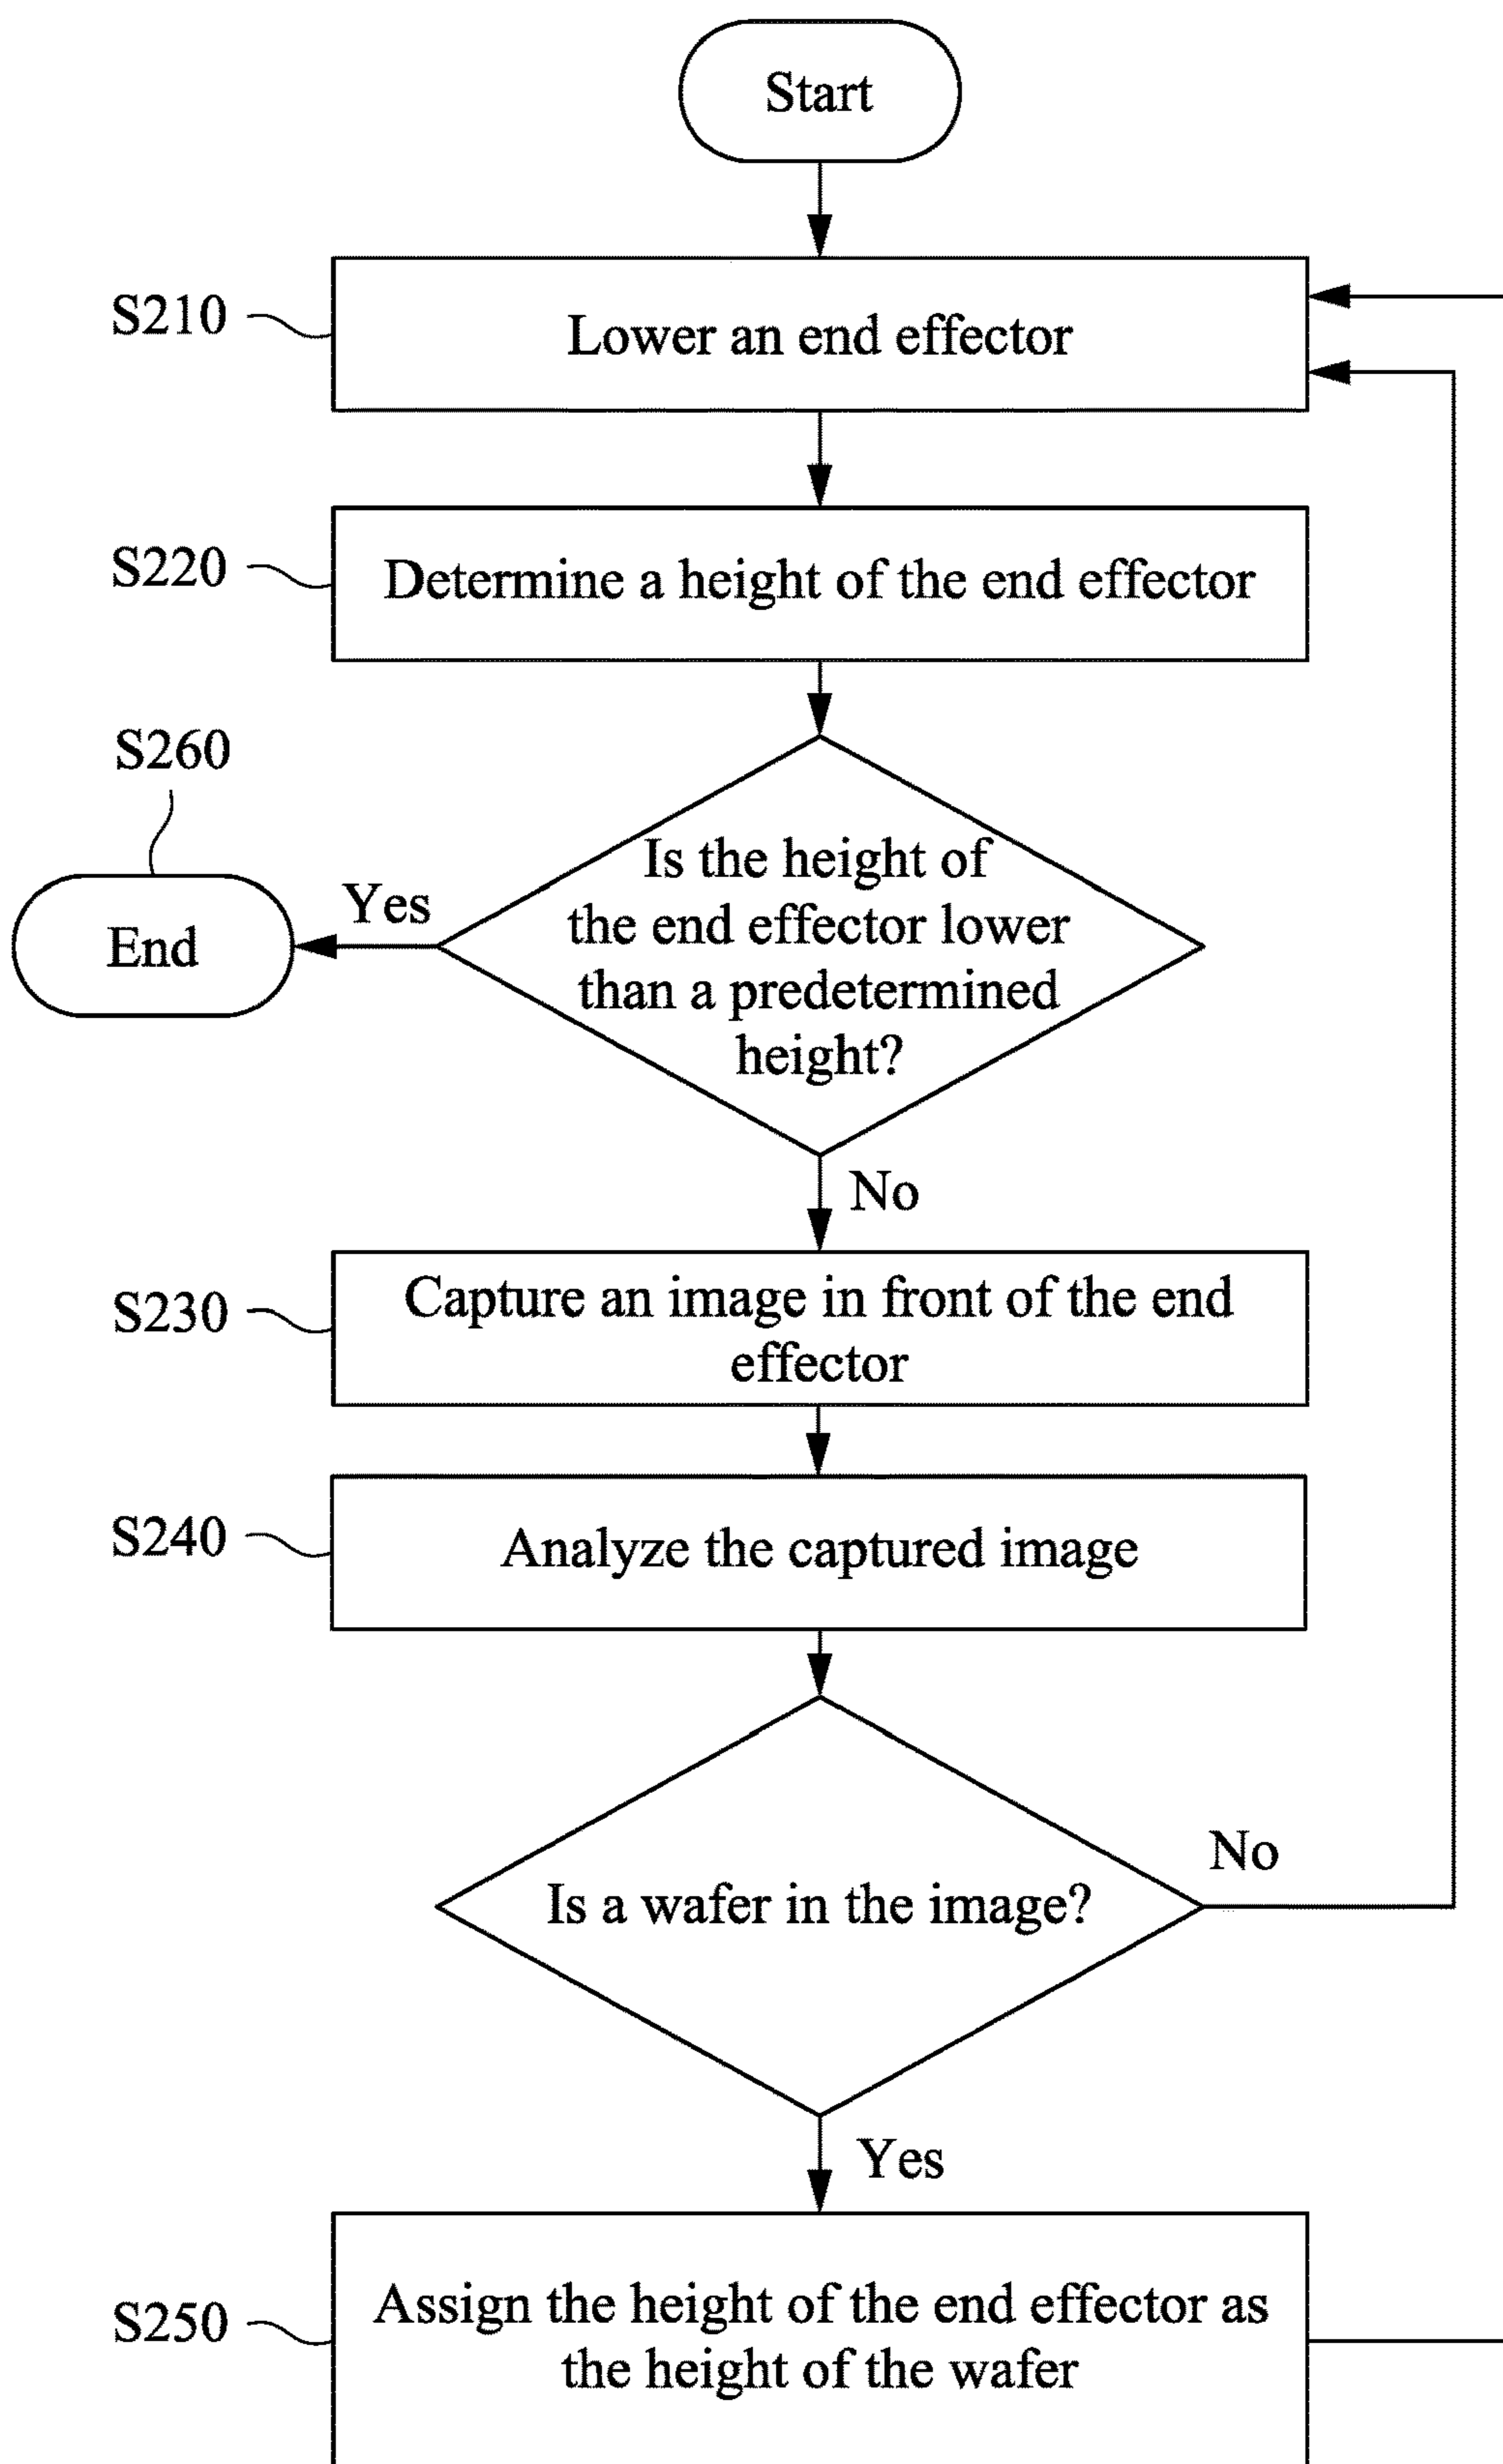 Start
S210
Lower an end effector
S220
Determine a height of the end effector
S260
End
Yes
Is the height of
the end effector lower
than a predetermined
height?
No
S230
Capture an image in front of the end
effector
S240
Analyze the captured image
Is a wafer in the image?
No
Yes
S250
Assign the height of the end effector as
the height of the wafer